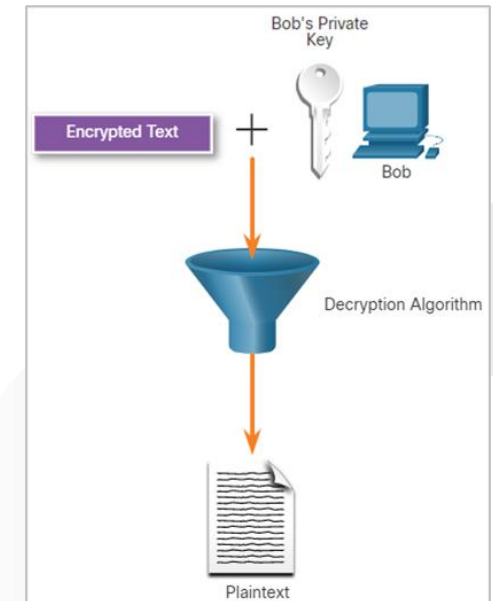 Bob's Private
Key
Encrypted Text
+
Bob
Decryption Algorithm
Plaintext